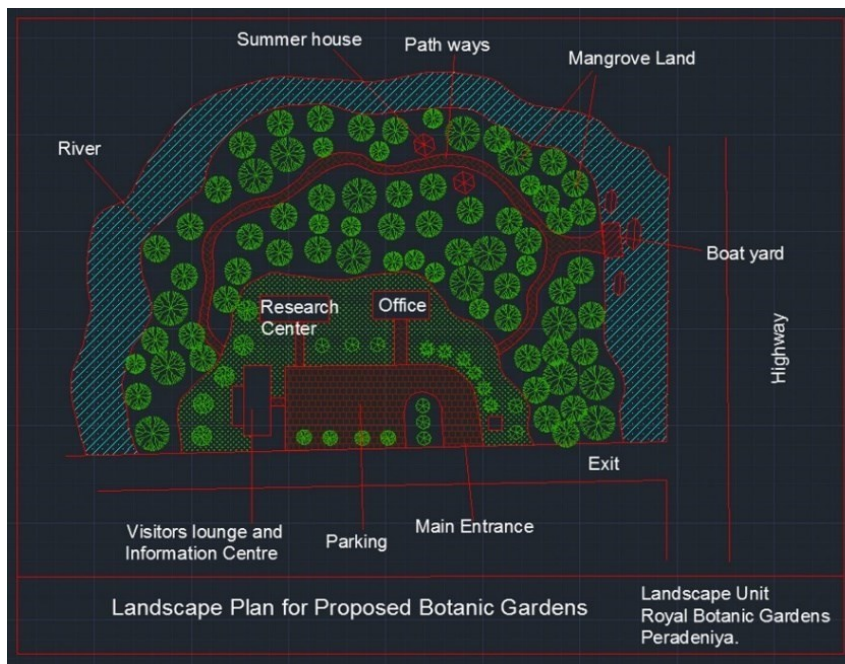 Summer house
Path ways
Mangrove Land
River
Boat yard
Research
Center
Office
Highway
Exit
Visitors lounge and
Information Centre
Parking
Main Entrance
Landscape Plan for Proposed Botanic Gardens
Landscape Unit
Royal Botanic Gardens
Peradeniya.